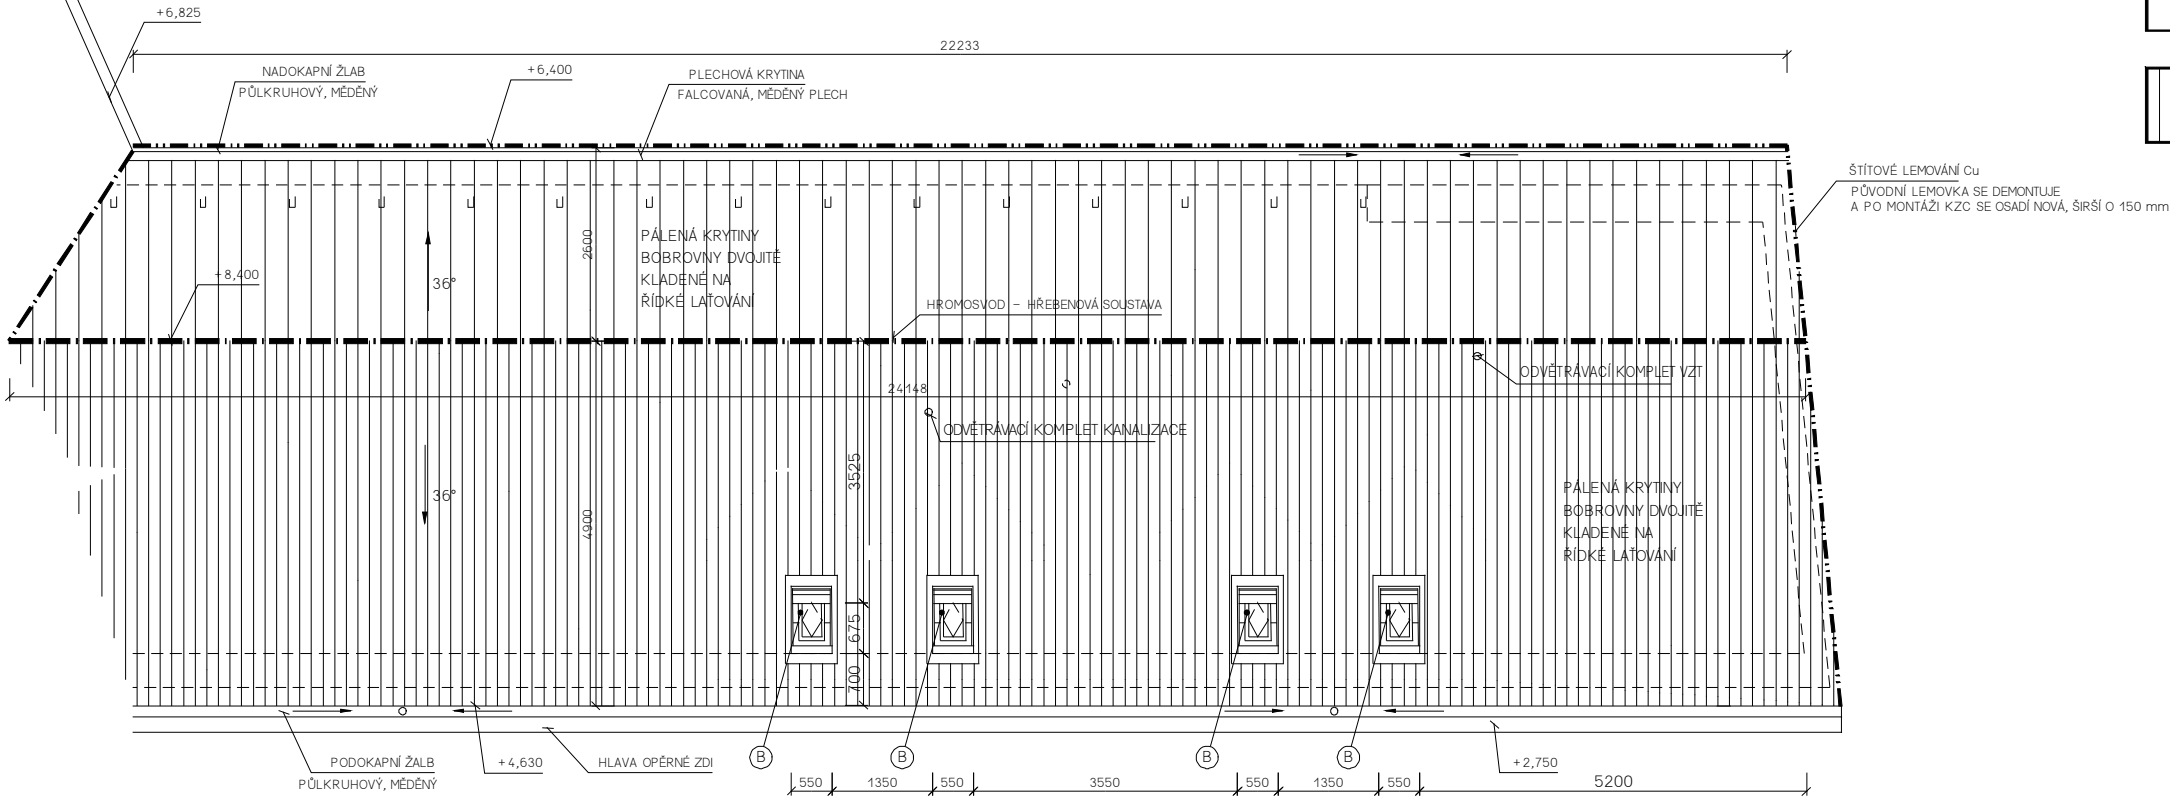 +6,825
22233
NADOKAPNÍ ŽLAB
PŮLKRUHOVÝ, MĚDĚNÝ
+6,400
PLECHOVÁ KRYTINA
FALCOVANÁ, MĚDĚNÝ PLECH
ŠTÍTOVÉ LEMOVÁNÍ Cu
PŮVODNÍ LEMOVKA SE DEMONTUJE
A PO MONTÁŽI KZC SE OSADÍ NOVÁ, ŠIRŠÍ O 150 mm
2600
PÁLENÁ KRYTINY
BOBROVNY DVOJITĚ
KLADENÉ NA
ŘÍDKÉ LAŤOVÁNÍ
+8,400
36°
HROMOSVOD - HŘEBENOVÁ SOUSTAVA
ODVĚTRÁVACÍ KOMPLET VZT
24148
ODVĚTRÁVACÍ KOMPLET KANALIZACE
3525
36°
4900
PÁLENÁ KRYTINY
BOBROVNY DVOJITĚ
KLADENÉ NA
ŘÍDKÉ LAŤOVÁNÍ
675
700
B
B
B
B
PODOKAPNÍ ŽALB
PŮLKRUHOVÝ, MĚDĚNÝ
+4,630
HLAVA OPĚRNÉ ZDI
+2,750
550
1350
550
3550
550
1350
550
5200